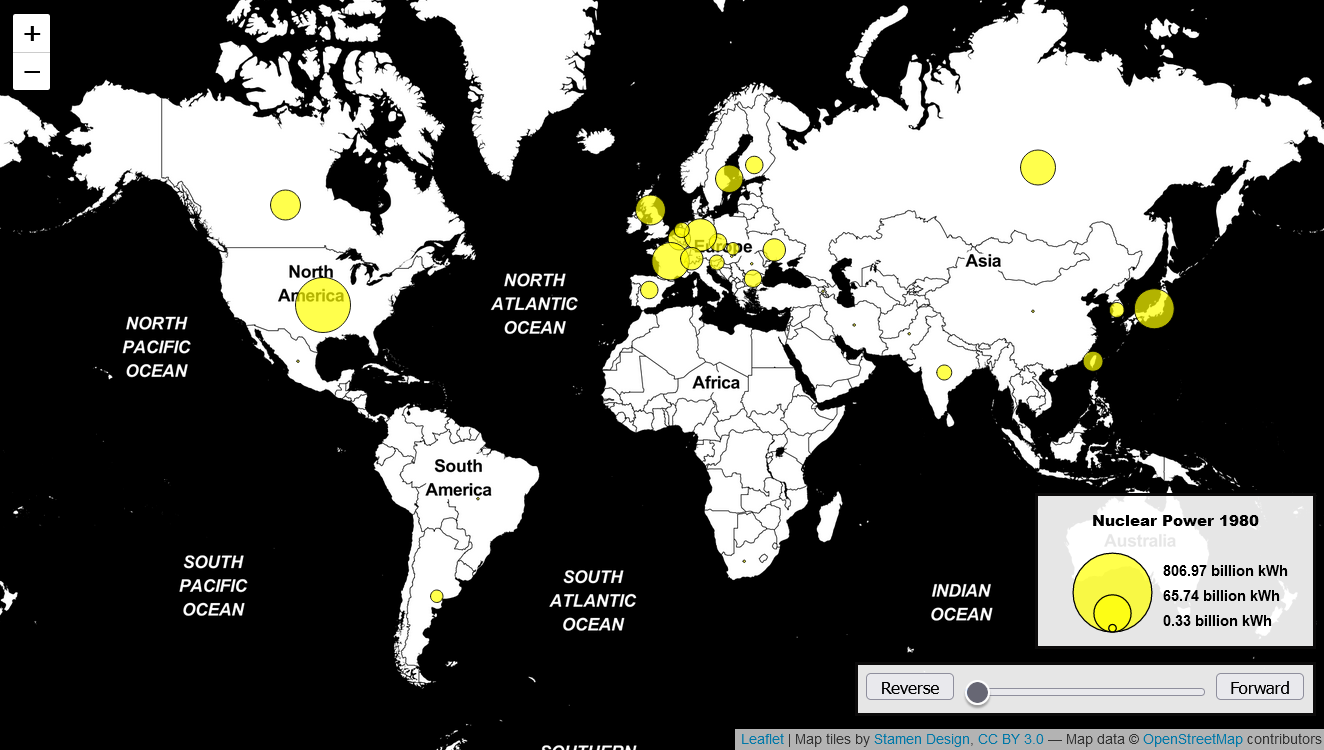 +
−
North
America
Europe
Asia
NORTH
ATLANTIC
OCEAN
NORTH
PACIFIC
OCEAN
Africa
South
America
SOUTH
PACIFIC
OCEAN
SOUTH
ATLANTIC
OCEAN
INDIAN
OCEAN
Nuclear Power 1980
Australia
806.97 billion kWh
65.74 billion kWh
0.33 billion kWh
Reverse
Forward
Leaflet | Map tiles by Stamen Design, CC BY 3.0 — Map data © OpenStreetMap contributors
SOUTHERN